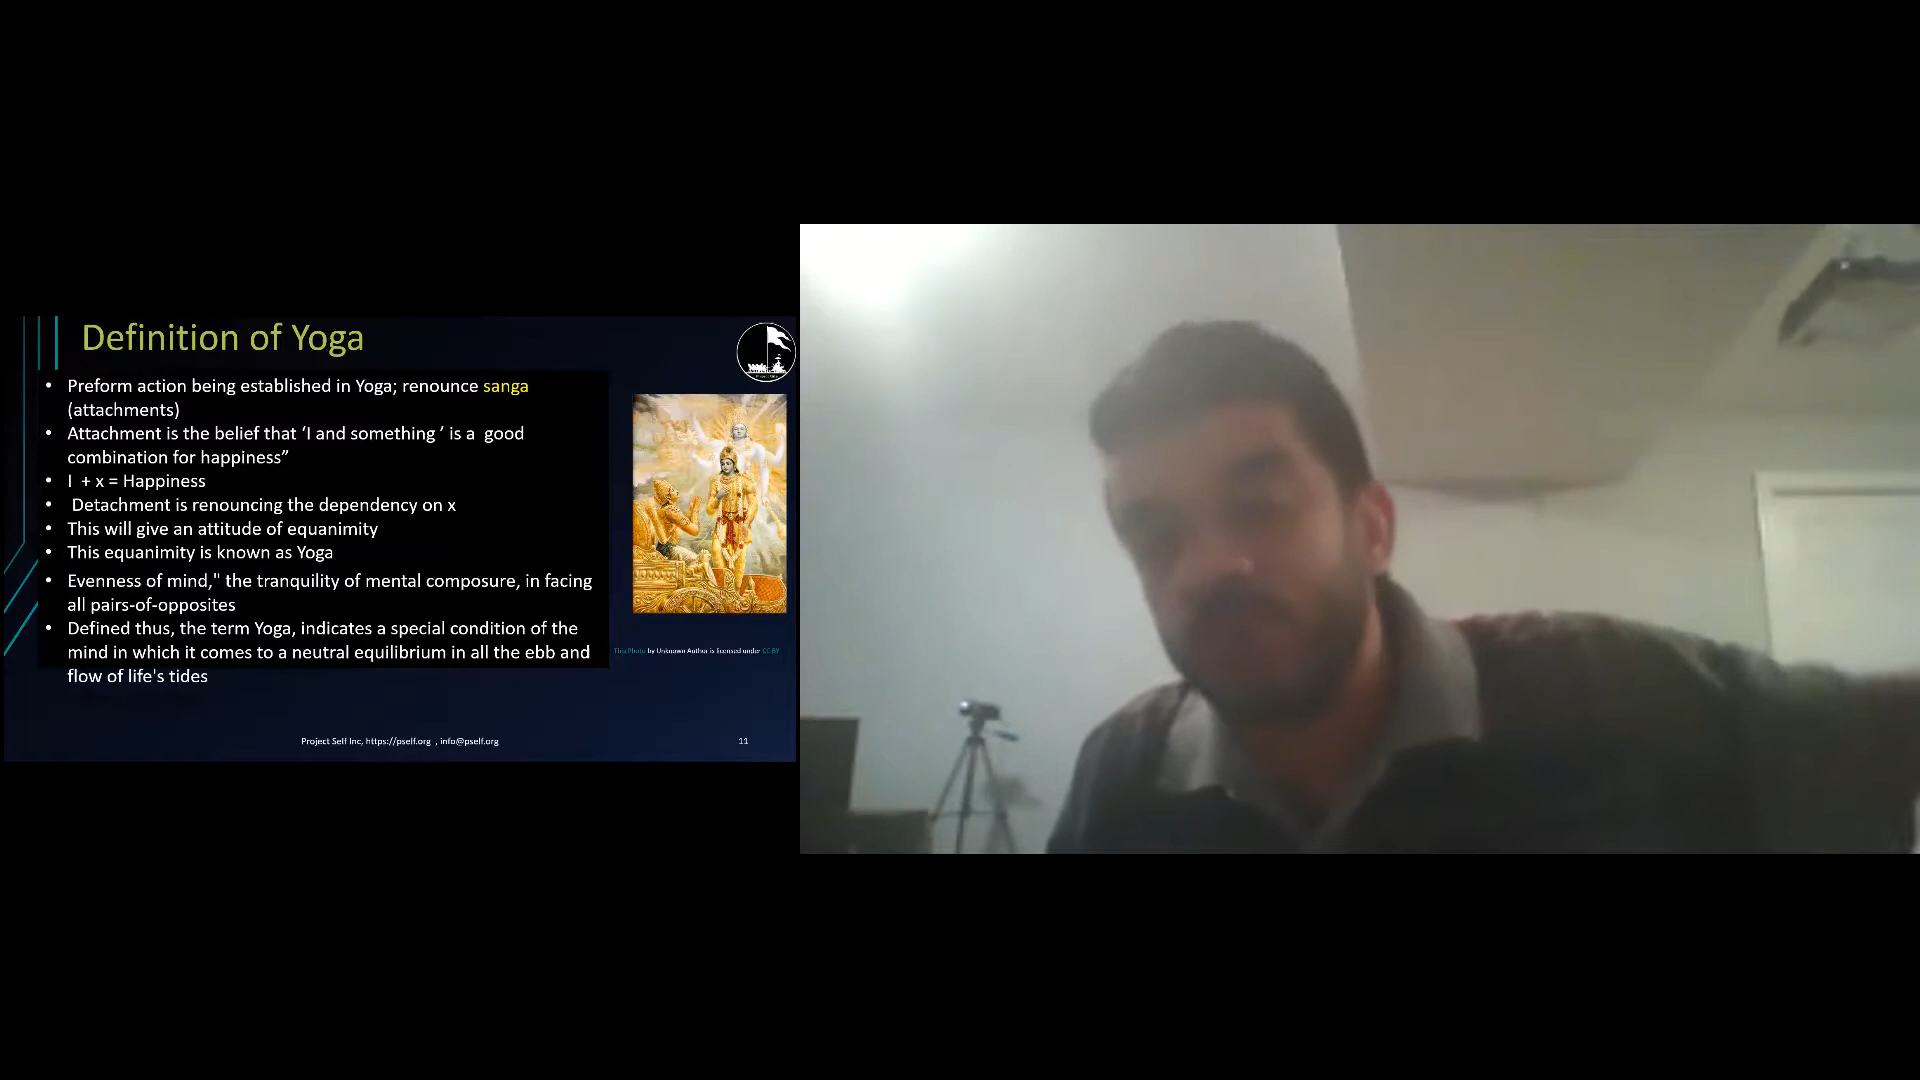 Definition of Yoga
• Preform action being established in Yoga; renounce sanga
(attachments)
• Attachment is the belief that ‘I and something ’ is a good
combination for happiness”
• I + x = Happiness
• Detachment is renouncing the dependency on x
• This will give an attitude of equanimity
• This equanimity is known as Yoga
• Evenness of mind," the tranquility of mental composure, in facing
all pairs-of-opposites
• Defined thus, the term Yoga, indicates a special condition of the
mind in which it comes to a neutral equilibrium in all the ebb and
flow of life's tides
This Photo by Unknown Author is licensed under CC BY
Project Self Inc, https://pself.org , info@pself.org
11